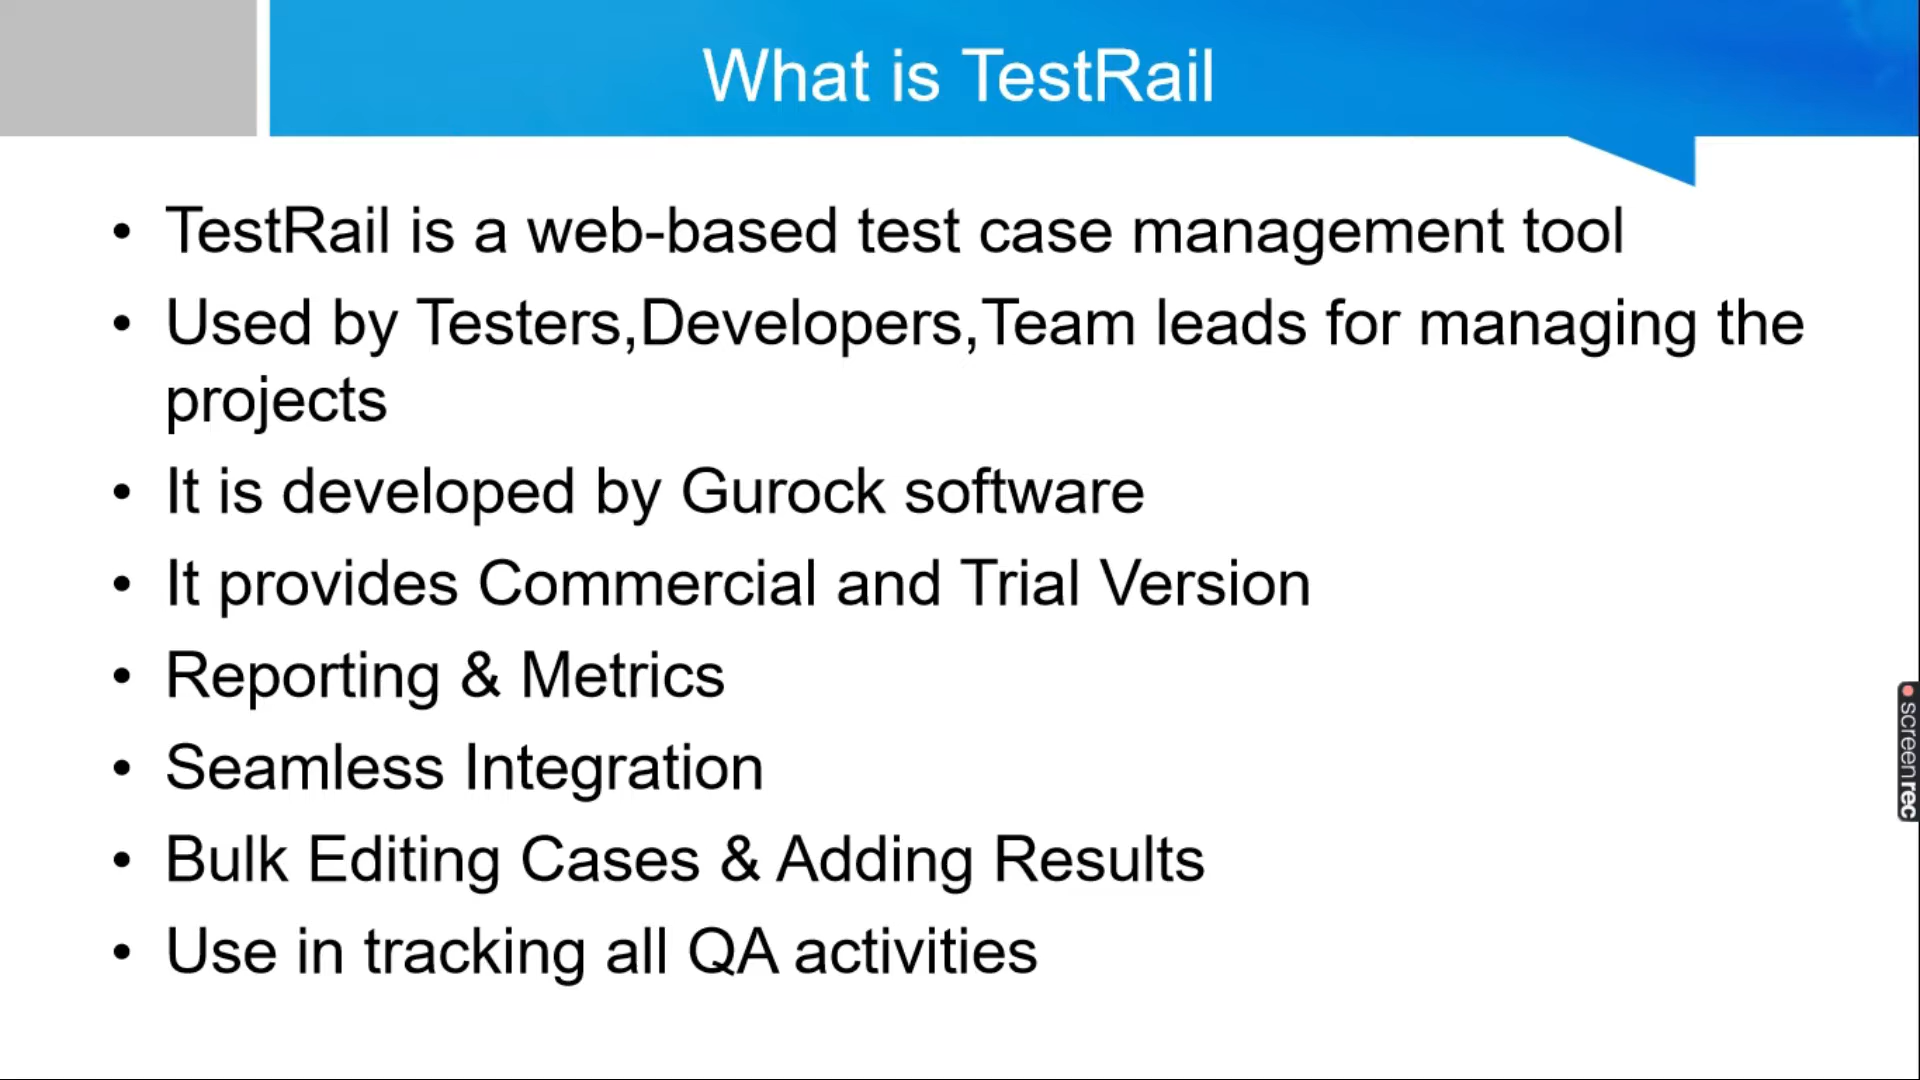 What is TestRail
• TestRail is a web-based test case management tool
• Used by Testers,Developers,Team leads for managing the
projects
• It is developed by Gurock software
• It provides Commercial and Trial Version
• Reporting & Metrics
• Seamless Integration
• Bulk Editing Cases & Adding Results
• Use in tracking all QA activities
screenrec